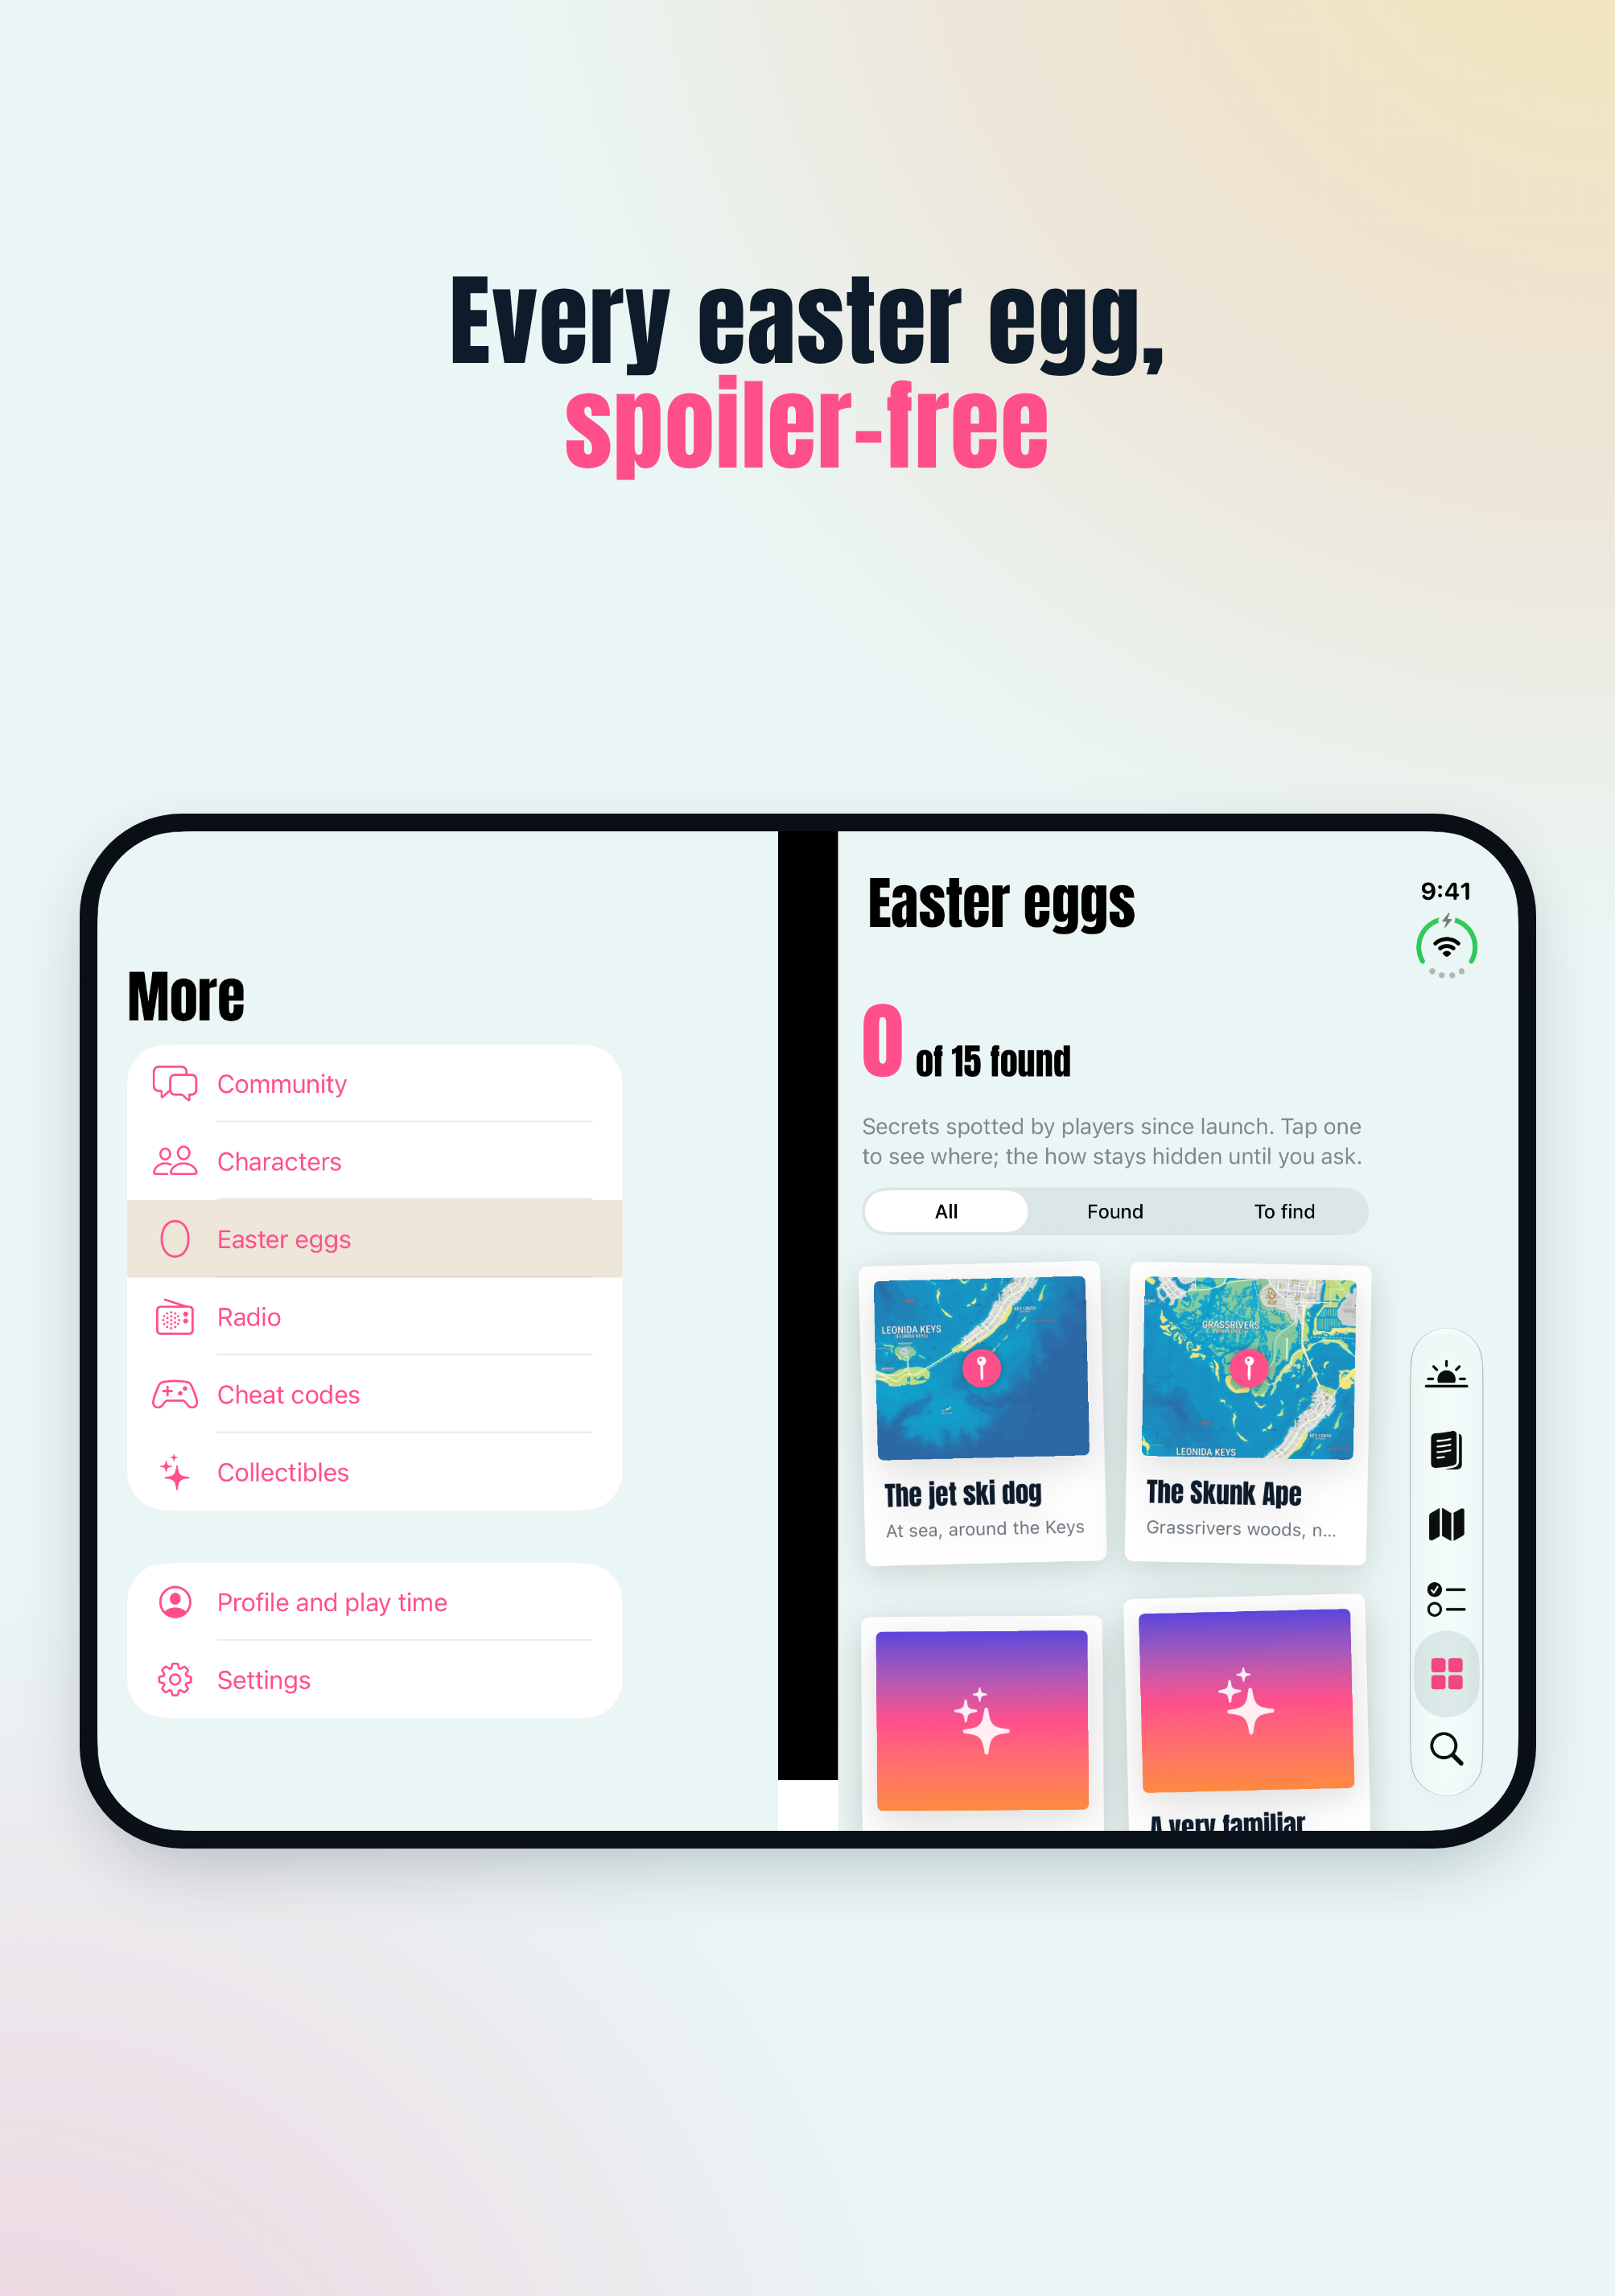 Every easter egg,
spoiler-free
More
Community
Characters
Easter eggs
Radio
Cheat codes
Collectibles
Profile and play time
Settings
Easter eggs
9:41
0 of 15 found
Secrets spotted by players since launch. Tap one
to see where; the how stays hidden until you ask.
All
Found
To find
LEONIDA KEYS
The jet ski dog
At sea, around the Keys
GRASSRIVERS
LEONIDA KEYS
The Skunk Ape
Grassrivers woods, n...
A very familiar